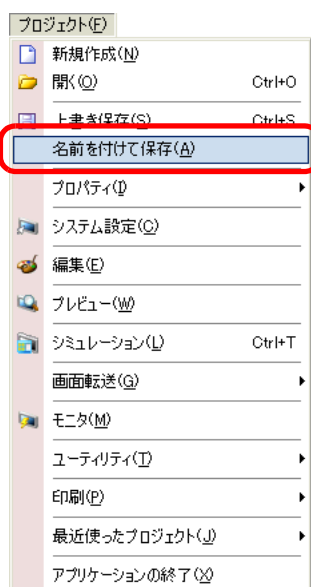 プロジェクト(F)
新規作成(N)
開く(O) Ctrl+O
上書き保存(S) Ctrl+S
名前を付けて保存(A)
プロパティ(I)
システム設定(C)
編集(E)
プレビュー(W)
シミュレーション(L) Ctrl+T
画面転送(G)
モニタ(M)
ユーティリティ(T)
印刷(P)
最近使ったプロジェクト(J)
アプリケーションの終了(X)